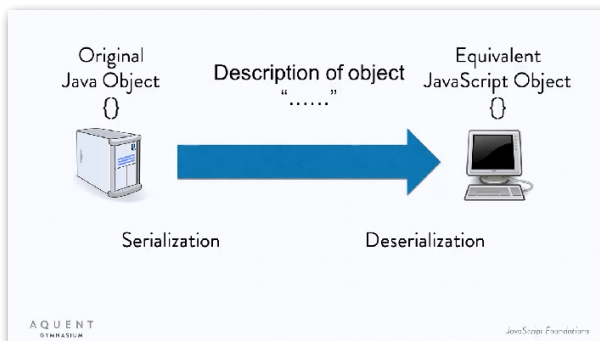 Original
Java Object
{}
Description of object
“……”
Equivalent
JavaScript Object
{}
Serialization
Deserialization
AQUENT
GYMNASIUM
JavaScript Foundations